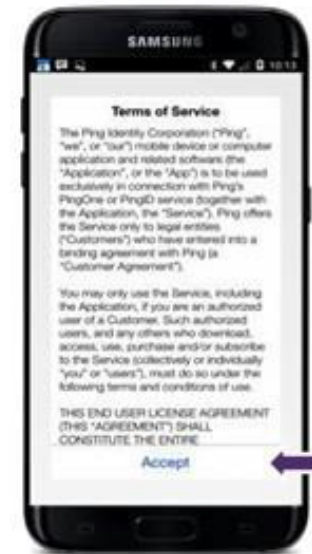 SAMSUNG
10:13
Terms of Service
The Ping Identity Corporation ("Ping",
"we", or "our") mobile device or computer
application and related software (the
"Application", or the "App") is to be used
exclusively in connection with Ping's
PingOne or PingID service (together with
the Application, the "Service"). Ping offers
the Service only to legal entities
("Customers") who have entered into a
binding agreement with Ping (a
"Customer Agreement").
You may only use the Service, including
the Application, if you are an authorized
user of a Customer. Such authorized
users, and any others who download,
access, use, purchase and/or subscribe
to the Service (collectively or individually
"you" or "users"), must do so under the
following terms and conditions of use.
THIS END USER LICENSE AGREEMENT
(THIS "AGREEMENT") SHALL
CONSTITUTE THE ENTIRE
Accept